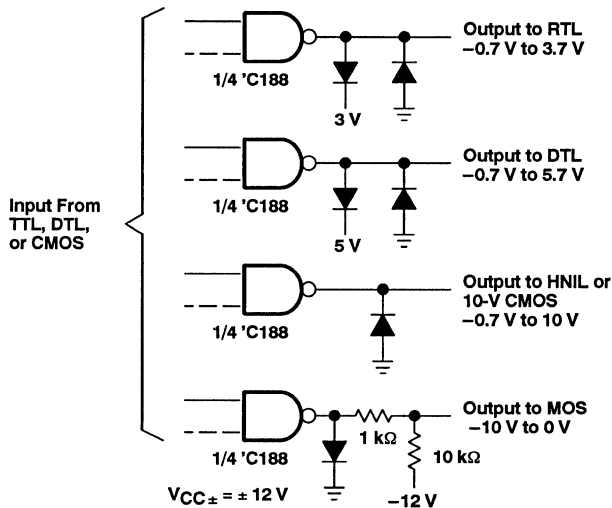 Output to RTL
–0.7 V to 3.7 V
1/4 'C188
3 V
Output to DTL
–0.7 V to 5.7 V
1/4 'C188
5 V
Input From
TTL, DTL,
or CMOS
Output to HNIL or
10-V CMOS
–0.7 V to 10 V
1/4 'C188
Output to MOS
–10 V to 0 V
1 kΩ
1/4 'C188
10 kΩ
VCC± = ± 12 V
–12 V